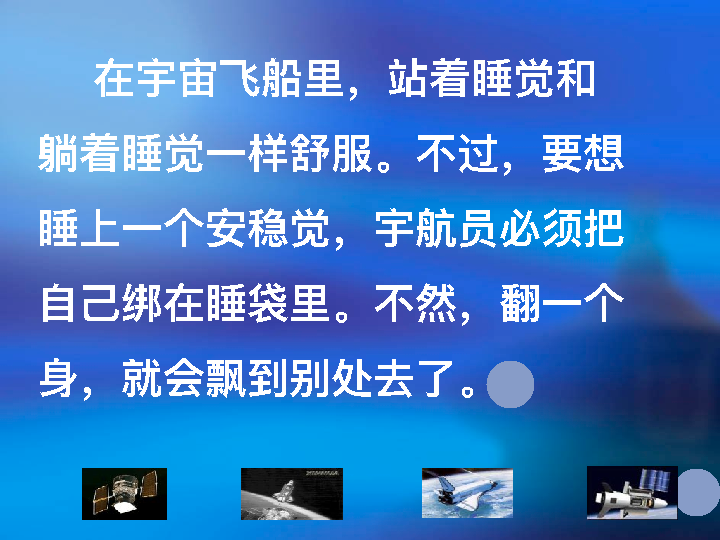 在宇宙飞船里，站着睡觉和
躺着睡觉一样舒服。不过，要想
睡上一个安稳觉，宇航员必须把
自己绑在睡袋里。不然，翻一个
身，就会飘到别处去了。